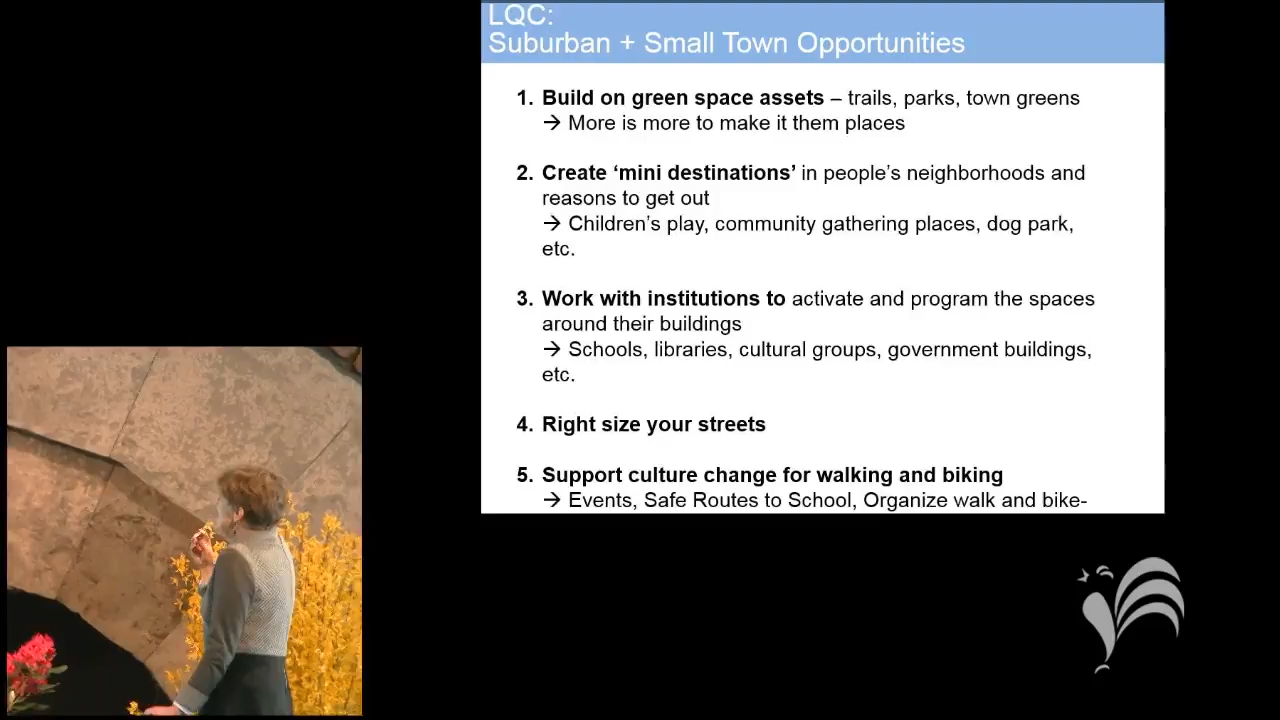 LQC:
Suburban + Small Town Opportunities
1. Build on green space assets – trails, parks, town greens
→ More is more to make it them places
2. Create ‘mini destinations’ in people’s neighborhoods and
reasons to get out
→ Children’s play, community gathering places, dog park,
etc.
3. Work with institutions to activate and program the spaces
around their buildings
→ Schools, libraries, cultural groups, government buildings,
etc.
4. Right size your streets
5. Support culture change for walking and biking
→ Events, Safe Routes to School, Organize walk and bike-